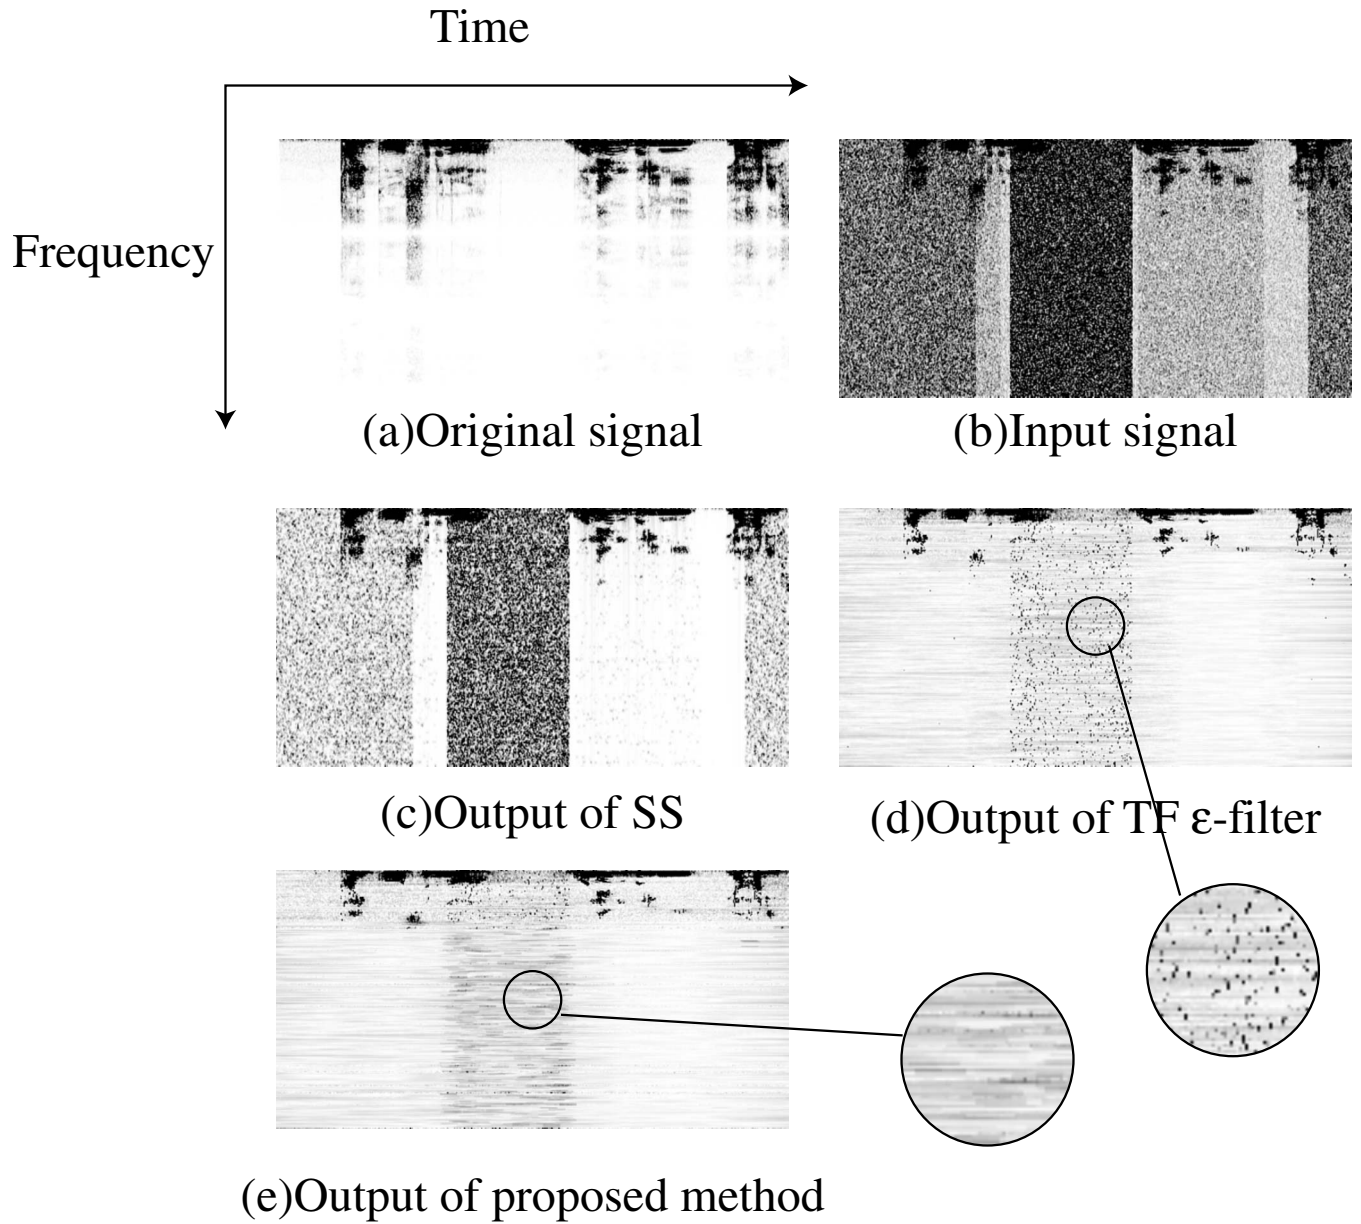 Time
Frequency
(a)Original signal
(b)Input signal
(c)Output of SS
(d)Output of TF ε-filter
(e)Output of proposed method